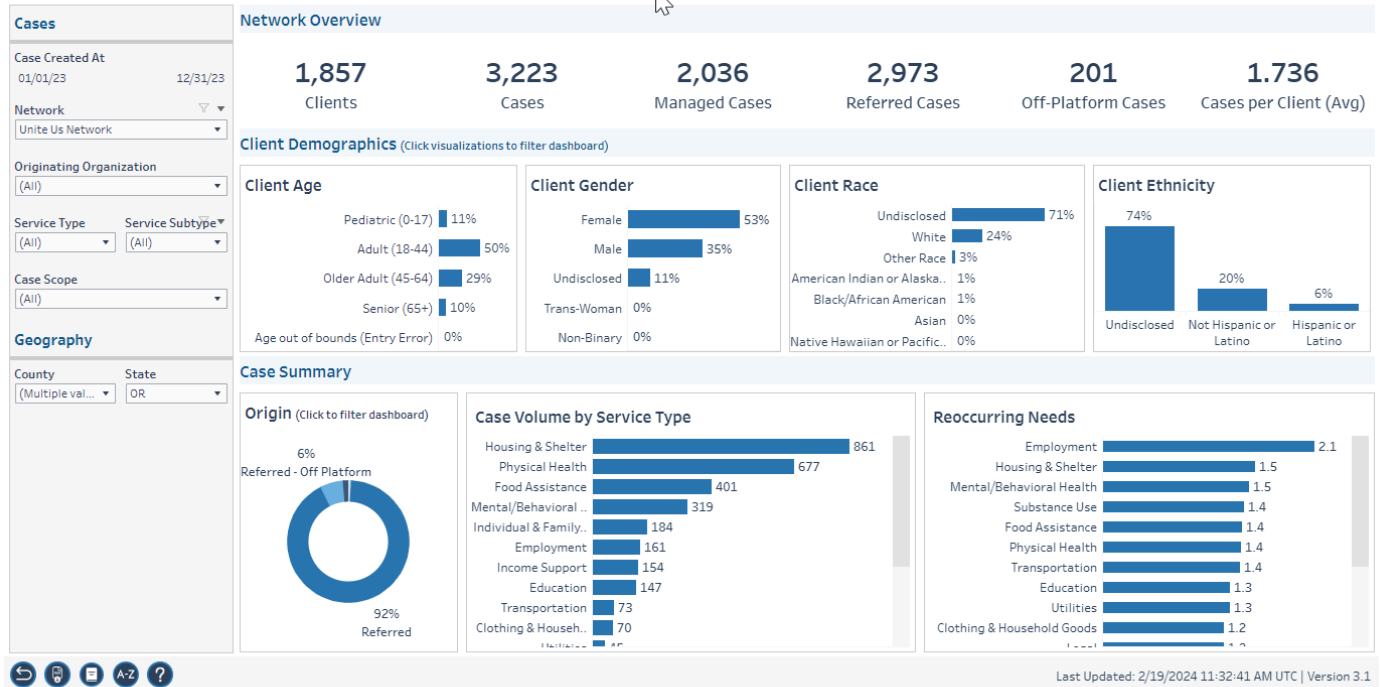 Cases
Case Created At
01/01/23 12/31/23
Network
Unite Us Network
Originating Organization
(All)
Service Type Service Subtype
(All) (All)
Case Scope
(All)
Geography
County State
(Multiple val... OR
Network Overview
1,857 3,223 2,036 2,973 201 1.736
Clients Cases Managed Cases Referred Cases Off-Platform Cases Cases per Client (Avg)
Client Demographics (Click visualizations to filter dashboard)
Client Age
Pediatric (0-17) 11%
Adult (18-44) 50%
Older Adult (45-64) 29%
Senior (65+) 10%
Age out of bounds (Entry Error) 0%
Client Gender
Female 53%
Male 35%
Undisclosed 11%
Trans-Woman 0%
Non-Binary 0%
Client Race
Undisclosed 71%
White 24%
Other Race 3%
American Indian or Alaska.. 1%
Black/African American 1%
Asian 0%
Native Hawaiian or Pacific.. 0%
Client Ethnicity
74%
20%
6%
Undisclosed Not Hispanic or Hispanic or
Latino Latino
Case Summary
Origin (Click to filter dashboard)
6%
Referred - Off Platform
92%
Referred
Case Volume by Service Type
Housing & Shelter 861
Physical Health 677
Food Assistance 401
Mental/Behavioral .. 319
Individual & Family.. 184
Employment 161
Income Support 154
Education 147
Transportation 73
Clothing & Househ.. 70
Utilities 45
Reoccurring Needs
Employment 2.1
Housing & Shelter 1.5
Mental/Behavioral Health 1.5
Substance Use 1.4
Food Assistance 1.4
Physical Health 1.4
Transportation 1.4
Education 1.3
Utilities 1.3
Clothing & Household Goods 1.2
Legal 1.2
A-Z ?
Last Updated: 2/19/2024 11:32:41 AM UTC | Version 3.1